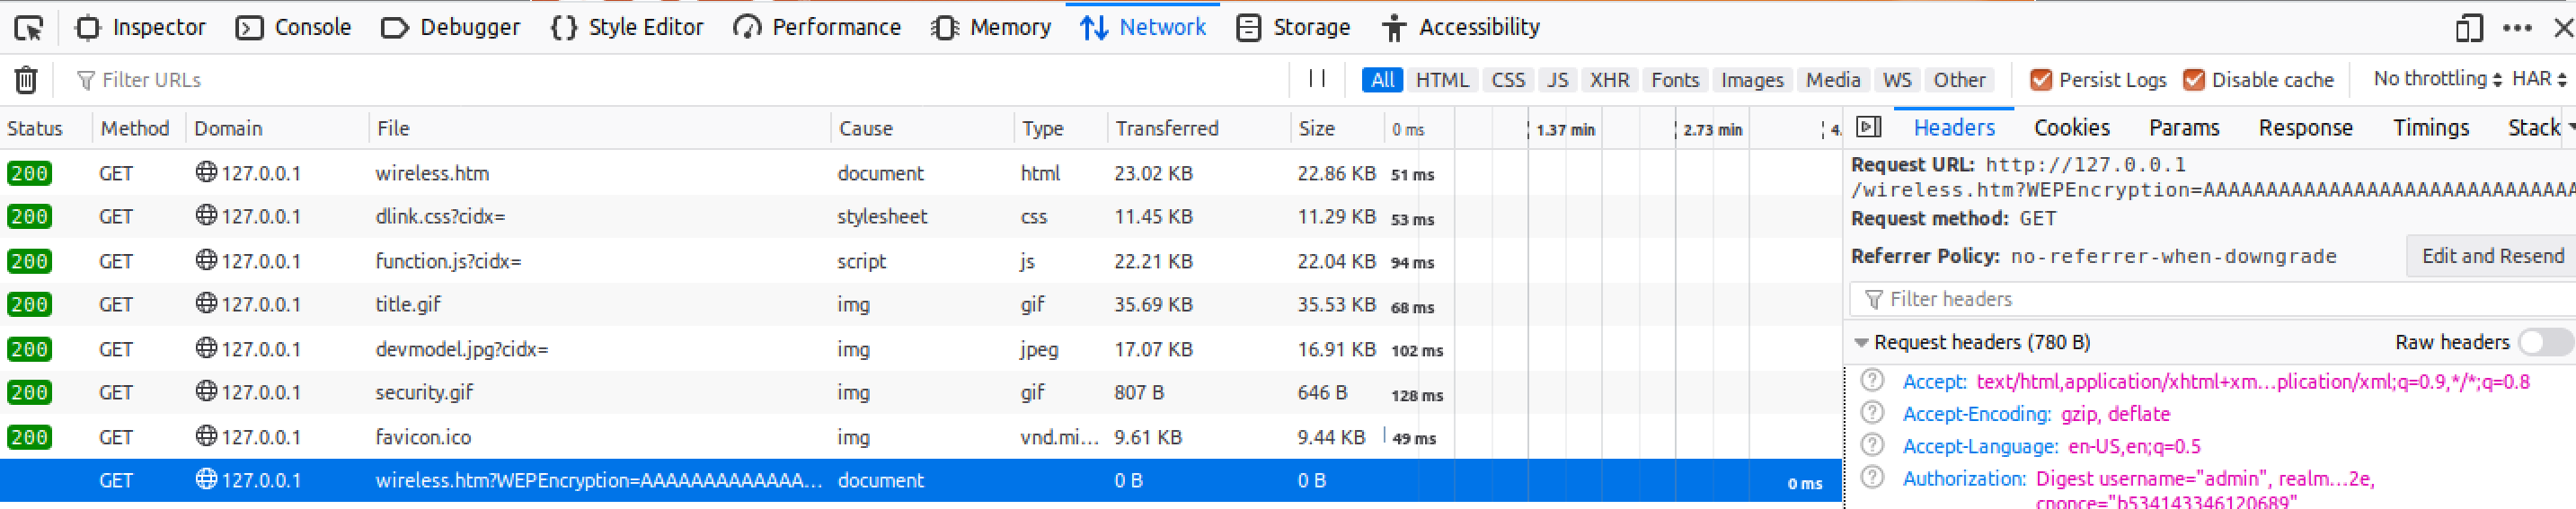 Inspector Console Debugger Style Editor Performance Memory Network Storage Accessibility
Filter URLs All HTML CSS JS XHR Fonts Images Media WS Other Persist Logs Disable cache No throttling HAR
Status Method Domain File Cause Type Transferred Size 0 ms 1.37 min 2.73 min 4.
200 GET 127.0.0.1 wireless.htm document html 23.02 KB 22.86 KB 51 ms
200 GET 127.0.0.1 dlink.css?cidx= stylesheet css 11.45 KB 11.29 KB 53 ms
200 GET 127.0.0.1 function.js?cidx= script js 22.21 KB 22.04 KB 94 ms
200 GET 127.0.0.1 title.gif img gif 35.69 KB 35.53 KB 68 ms
200 GET 127.0.0.1 devmodel.jpg?cidx= img jpeg 17.07 KB 16.91 KB 102 ms
200 GET 127.0.0.1 security.gif img gif 807 B 646 B 128 ms
200 GET 127.0.0.1 favicon.ico img vnd.mi... 9.61 KB 9.44 KB 49 ms
GET 127.0.0.1 wireless.htm?WEPEncryption=AAAAAAAAAAAAA... document 0 B 0 B 0 ms
Headers Cookies Params Response Timings Stack
Request URL: http://127.0.0.1
/wireless.htm?WEPEncryption=AAAAAAAAAAAAAAAAAAAAAAAAAAAAAA
Request method: GET
Referrer Policy: no-referrer-when-downgrade Edit and Resend
Filter headers
Request headers (780 B) Raw headers
Accept: text/html,application/xhtml+xm...plication/xml;q=0.9,*/*;q=0.8
Accept-Encoding: gzip, deflate
Accept-Language: en-US,en;q=0.5
Authorization: Digest username="admin", realm...2e,
cnonce="b534143346120689"